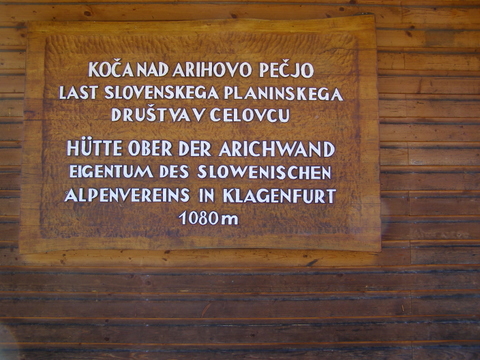 KOČA NAD ARIHOVO PEČJO
LAST SLOVENSKEGA PLANINSKEGA
DRUŠTVA V CELOVCU
HÜTTE OBER DER ARICHWAND
EIGENTUM DES SLOWENISCHEN
ALPENVEREINS IN KLAGENFURT
1080 m